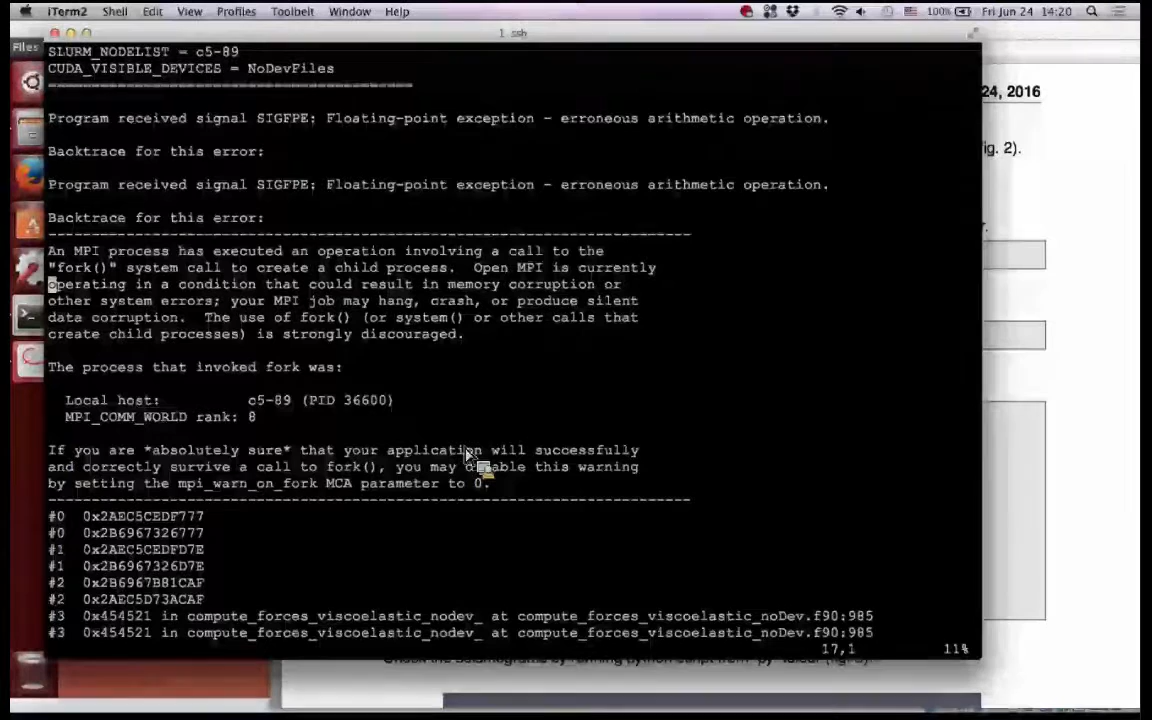 iTerm2 Shell Edit View Profiles Toolbelt Window Help 100% Fri Jun 24 14:20
1. ssh
Files
SLURM_NODELIST = c5-89
CUDA_VISIBLE_DEVICES = NoDevFiles
24, 2016
Program received signal SIGFPE: Floating-point exception - erroneous arithmetic operation.
ig. 2).
Backtrace for this error:
Program received signal SIGFPE: Floating-point exception - erroneous arithmetic operation.
Backtrace for this error:
An MPI process has executed an operation involving a call to the
"fork()" system call to create a child process. Open MPI is currently
operating in a condition that could result in memory corruption or
other system errors; your MPI job may hang, crash, or produce silent
data corruption. The use of fork() (or system() or other calls that
create child processes) is strongly discouraged.
The process that invoked fork was:
Local host: c5-89 (PID 36600)
MPI_COMM_WORLD rank: 8
If you are *absolutely sure* that your application will successfully
and correctly survive a call to fork(), you may disable this warning
by setting the mpi_warn_on_fork MCA parameter to 0.
#0 0x2AEC5CEDF777
#0 0x2B6967326777
#1 0x2AEC5CEDFD7E
#1 0x2B6967326D7E
#2 0x2B6967B81CAF
#2 0x2AEC5D73ACAF
#3 0x454521 in compute_forces_viscoelastic_nodev_ at compute_forces_viscoelastic_noDev.f90:985
#3 0x454521 in compute_forces_viscoelastic_nodev_ at compute_forces_viscoelastic_noDev.f90:985
17,1 11%